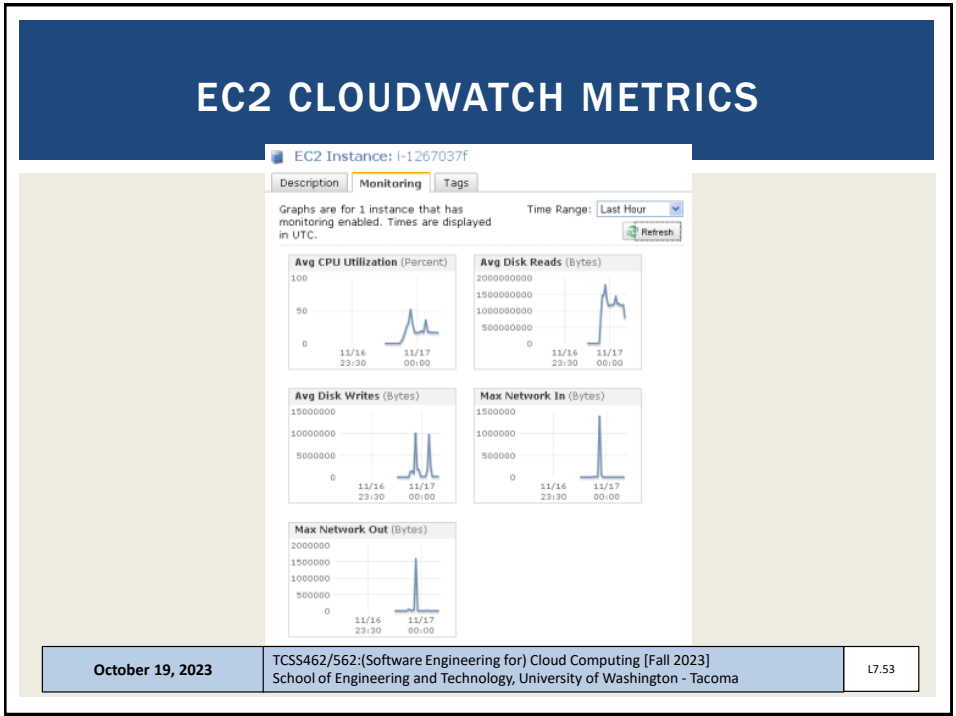 EC2 CLOUDWATCH METRICS
EC2 Instance: i-1267037f
Description Monitoring Tags
Graphs are for 1 instance that has
monitoring enabled. Times are displayed
in UTC.
Time Range: Last Hour
Refresh
Avg CPU Utilization (Percent)
100
50
0
11/16 11/17
23:30 00:00
Avg Disk Reads (Bytes)
2000000000
1500000000
1000000000
500000000
0
11/16 11/17
23:30 00:00
Avg Disk Writes (Bytes)
15000000
10000000
5000000
0
11/16 11/17
23:30 00:00
Max Network In (Bytes)
1500000
1000000
500000
0
11/16 11/17
23:30 00:00
Max Network Out (Bytes)
2000000
1500000
1000000
500000
0
11/16 11/17
23:30 00:00
October 19, 2023
TCSS462/562:(Software Engineering for) Cloud Computing [Fall 2023]
School of Engineering and Technology, University of Washington - Tacoma
L7.53